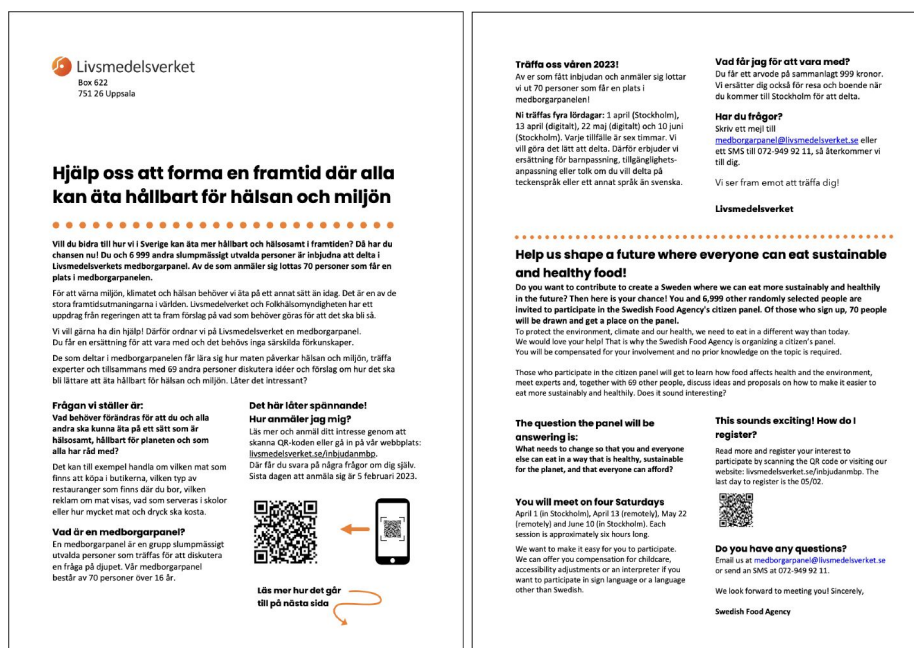 Livsmedelsverket
Box 622
751 26 Uppsala
Hjälp oss att forma en framtid där alla
kan äta hållbart för hälsan och miljön
Vill du bidra till hur vi i Sverige kan äta mer hållbart och hälsosamt i framtiden? Då har du
chansen nu! Du och 6 999 andra slumpmässigt utvalda personer är inbjudna att delta i
Livsmedelsverkets medborgarpanel. Av de som anmäler sig lottas 70 personer som får en
plats i medborgarpanelen.
För att värna miljön, klimatet och hälsan behöver vi äta på ett annat sätt än idag. Det är en av de
stora framtidsutmaningarna i världen. Livsmedelverket och Folkhälsomyndigheten har ett
uppdrag från regeringen att ta fram förslag på vad som behöver göras för att det ska bli så.
Vi vill gärna ha din hjälp! Därför ordnar vi på Livsmedelsverket en medborgarpanel.
Du får en ersättning för att vara med och det behövs inga särskilda förkunskaper.
De som deltar i medborgarpanelen får lära sig hur maten påverkar hälsan och miljön, träffa
experter och tillsammans med 69 andra personer diskutera idéer och förslag om hur det ska
bli lättare att äta hållbart för hälsan och miljön. Låter det intressant?
Frågan vi ställer är:
Vad behöver förändras för att du och alla
andra ska kunna äta på ett sätt som är
hälsosamt, hållbart för planeten och som
alla har råd med?
Det kan till exempel handla om vilken mat som
finns att köpa i butikerna, vilken typ av
restauranger som finns där du bor, vilken
reklam om mat visas, vad som serveras i skolor
eller hur mycket mat och dryck ska kosta.
Vad är en medborgarpanel?
En medborgarpanel är en grupp slumpmässigt
utvalda personer som träffas för att diskutera
en fråga på djupet. Vår medborgarpanel
består av 70 personer över 16 år.
Det här låter spännande!
Hur anmäler jag mig?
Läs mer och anmäl ditt intresse genom att
skanna QR-koden eller gå in på vår webbplats:
livsmedelsverket.se/inbjudanmbp.
Där får du svara på några frågor om dig själv.
Sista dagen att anmäla sig är 5 februari 2023.
Läs mer hur det går
till på nästa sida
Träffa oss våren 2023!
Av er som fått inbjudan och anmäler sig lottar
vi ut 70 personer som får en plats i
medborgarpanelen!
Ni träffas fyra lördagar: 1 april (Stockholm),
13 april (digitalt), 22 maj (digitalt) och 10 juni
(Stockholm). Varje tillfälle är sex timmar. Vi
vill göra det lätt att delta. Därför erbjuder vi
ersättning för barnpassning, tillgänglighets-
anpassning eller tolk om du vill delta på
teckenspråk eller ett annat språk än svenska.
Vad får jag för att vara med?
Du får ett arvode på sammanlagt 999 kronor.
Vi ersätter dig också för resa och boende när
du kommer till Stockholm för att delta.
Har du frågor?
Skriv ett mejl till
medborgarpanel@livsmedelsverket.se eller
ett SMS till 072-949 92 11, så återkommer vi
till dig.
Vi ser fram emot att träffa dig!
Livsmedelsverket
Help us shape a future where everyone can eat sustainable
and healthy food!
Do you want to contribute to create a Sweden where we can eat more sustainably and healthily
in the future? Then here is your chance! You and 6,999 other randomly selected people are
invited to participate in the Swedish Food Agency's citizen panel. Of those who sign up, 70 people
will be drawn and get a place on the panel.
To protect the environment, climate and our health, we need to eat in a different way than today.
We would love your help! That is why the Swedish Food Agency is organizing a citizen's panel.
You will be compensated for your involvement and no prior knowledge on the topic is required.
Those who participate in the citizen panel will get to learn how food affects health and the environment,
meet experts and, together with 69 other people, discuss ideas and proposals on how to make it easier to
eat more sustainably and healthily. Does it sound interesting?
The question the panel will be
answering is:
What needs to change so that you and everyone
else can eat in a way that is healthy, sustainable
for the planet, and that everyone can afford?
You will meet on four Saturdays
April 1 (in Stockholm), April 13 (remotely), May 22
(remotely) and June 10 (in Stockholm). Each
session is approximately six hours long.
We want to make it easy for you to participate.
We can offer you compensation for childcare,
accessibility adjustments or an interpreter if you
want to participate in sign language or a language
other than Swedish.
This sounds exciting! How do I
register?
Read more and register your interest to
participate by scanning the QR code or visiting our
website: livsmedelsverket.se/inbjudanmbp. The
last day to register is the 05/02.
Do you have any questions?
Email us at medborgarpanel@livsmedelsverket.se
or send an SMS at 072-949 92 11.
We look forward to meeting you! Sincerely,
Swedish Food Agency